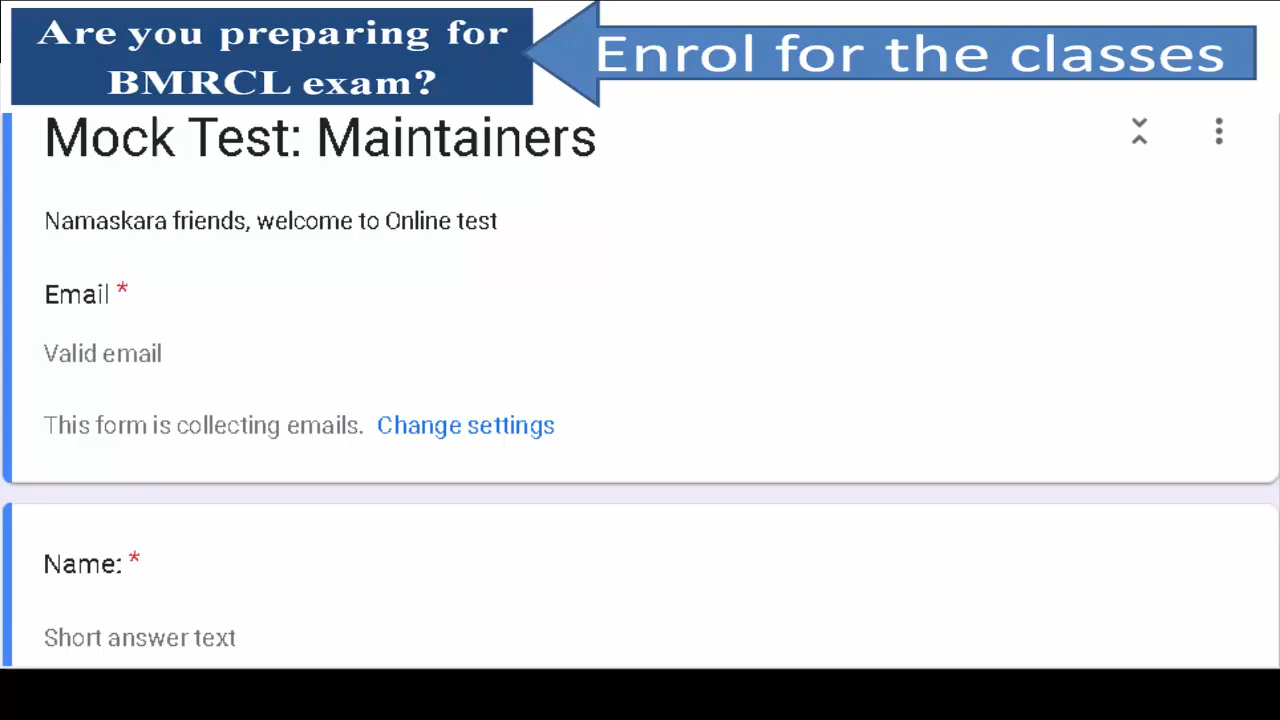 Are you preparing for
BMRCL exam?
Enrol for the classes
Mock Test: Maintainers
Namaskara friends, welcome to Online test
Email *
Valid email
This form is collecting emails. Change settings
Name: *
Short answer text